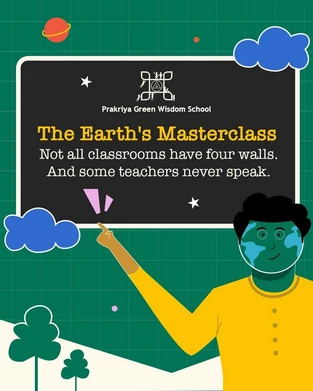 Prakriya Green Wisdom School
The Earth's Masterclass
Not all classrooms have four walls.
And some teachers never speak.